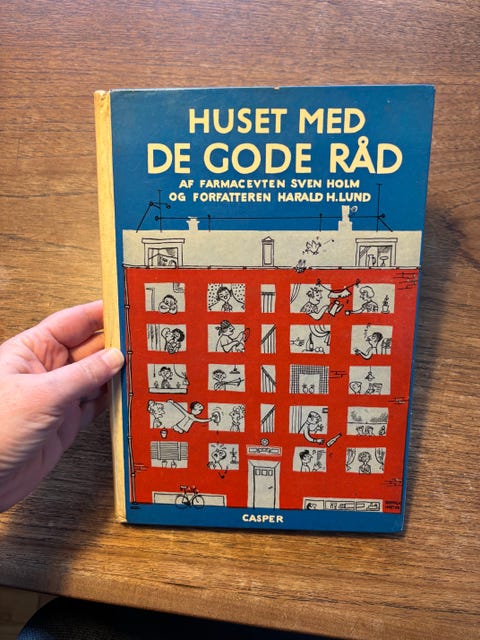 HUSET MED
DE GODE RÅD
AF FARMACEVTEN SVEN HOLM
OG FORFATTEREN HARALD H. LUND
CASPER